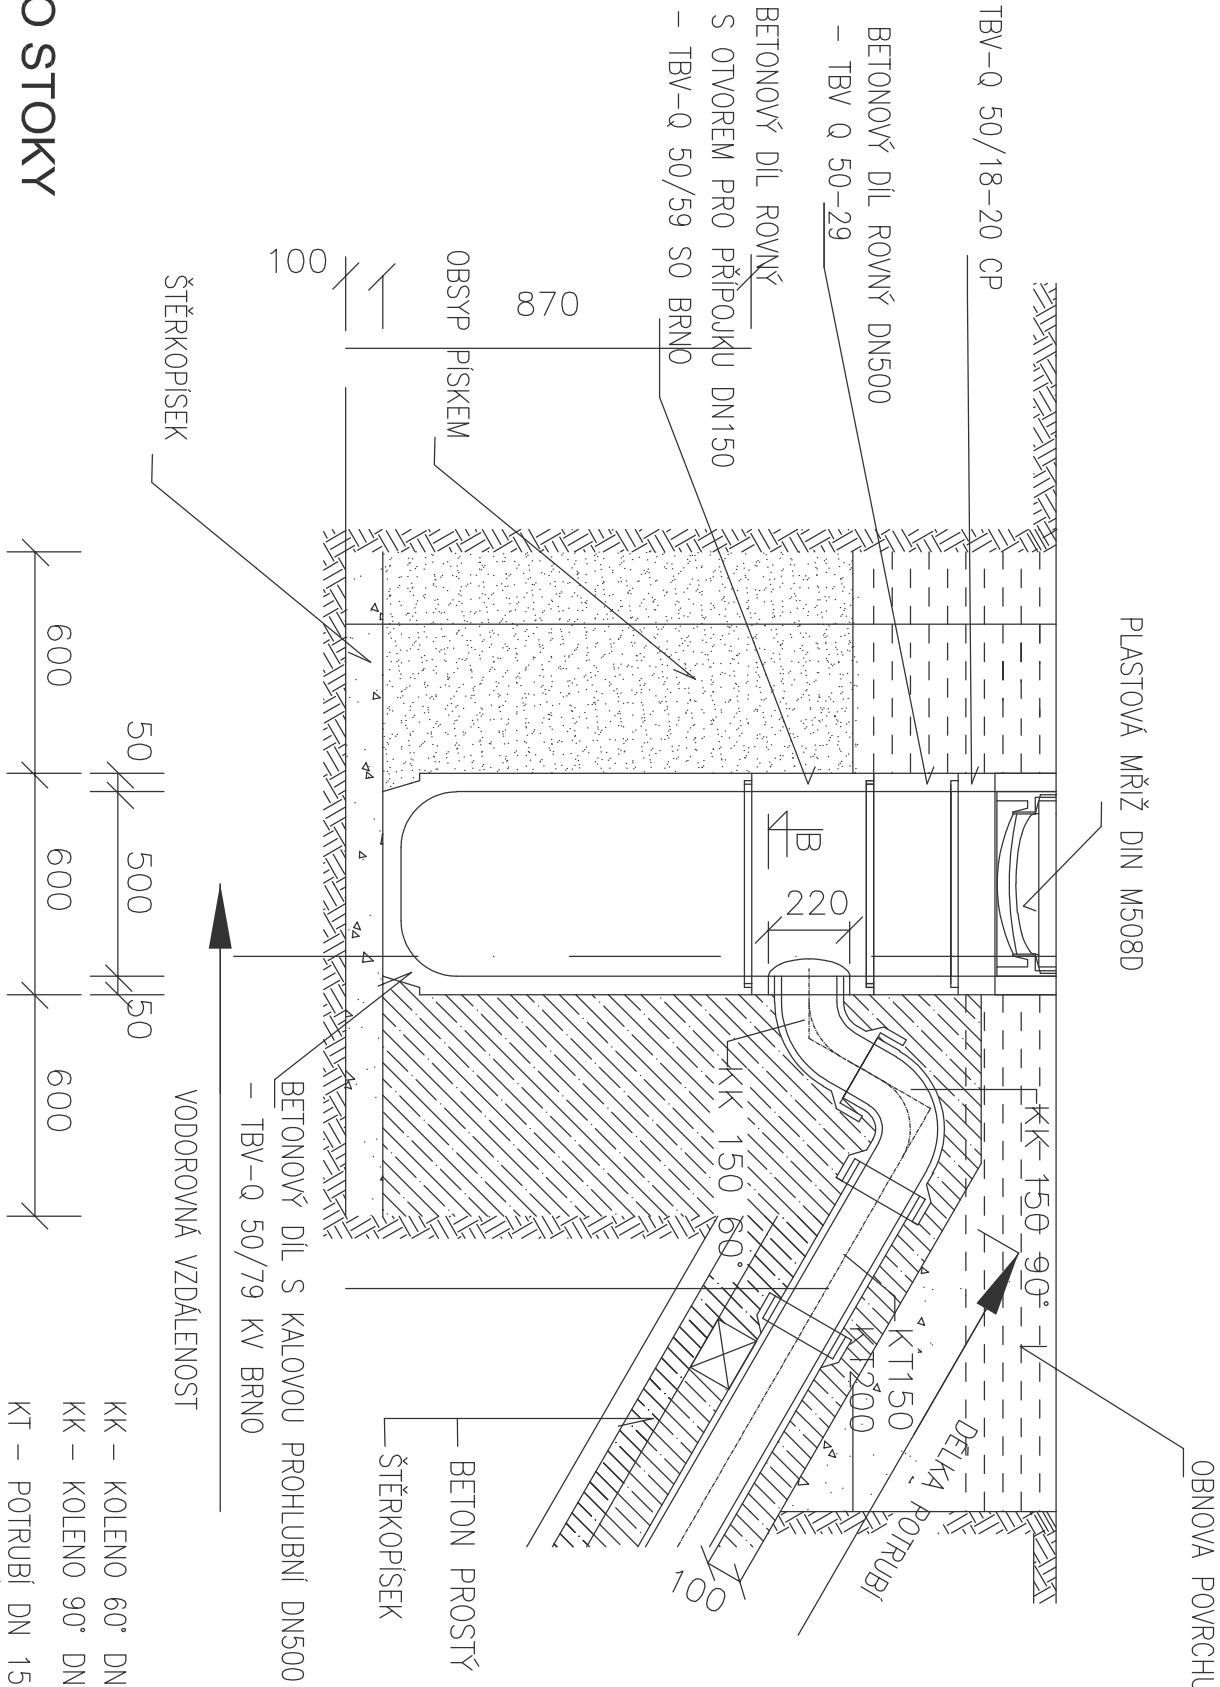 OBNOVA POVRCHU
PLASTOVÁ MŘÍŽ DIN M508D
TBV-Q 50/18-20 CP
BETONOVÝ DÍL ROVNÝ DN500
- TBV Q 50-29
BETONOVÝ DÍL ROVNÝ
S OTVOREM PRO PŘÍPOJKU DN150
- TBV-Q 50/59 SO BRNO
OBSYP PÍSKEM
ŠTĚRKOPÍSEK
870
100
B
220
KK 150 90°
KK 150 60°
KT150
KT200
DÉLKA POTRUBÍ
100
BETON PROSTÝ
ŠTĚRKOPÍSEK
BETONOVÝ DÍL S KALOVOU PROHLUBNÍ DN500
- TBV-Q 50/79 KV BRNO
VODOROVNÁ VZDÁLENOST
50
500
50
600
600
600
KK - KOLENO 60° DN
KK - KOLENO 90° DN
KT - POTRUBÍ DN 15
O STOKY